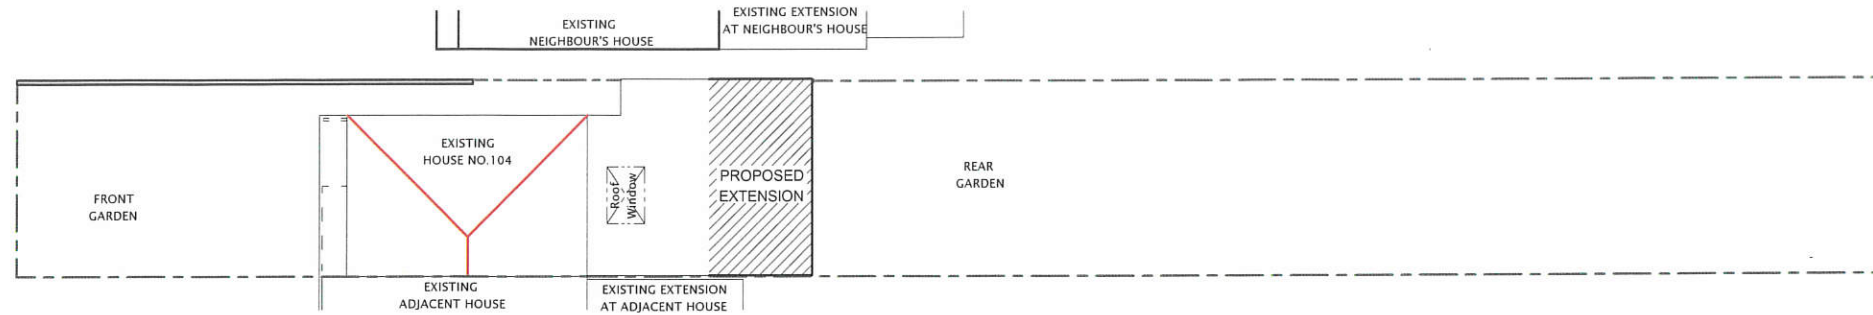 EXISTING
NEIGHBOUR'S HOUSE
EXISTING EXTENSION
AT NEIGHBOUR'S HOUSE
EXISTING
HOUSE NO.104
FRONT
GARDEN
Roof
Window
PROPOSED
EXTENSION
REAR
GARDEN
EXISTING
ADJACENT HOUSE
EXISTING EXTENSION
AT ADJACENT HOUSE